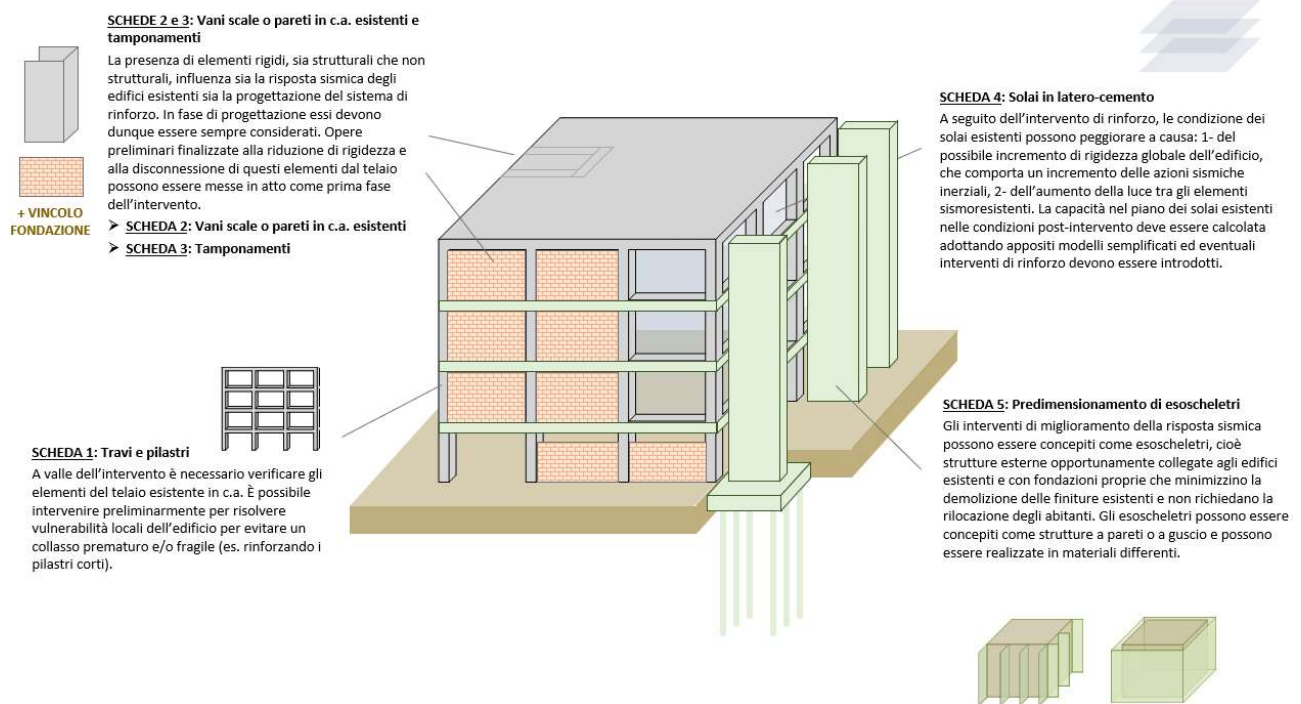 SCHEDE 2 e 3: Vani scale o pareti in c.a. esistenti e
tamponamenti
La presenza di elementi rigidi, sia strutturali che non
strutturali, influenza sia la risposta sismica degli
edifici esistenti sia la progettazione del sistema di
rinforzo. In fase di progettazione essi devono
dunque essere sempre considerati. Opere
preliminari finalizzate alla riduzione di rigidezza e
alla disconnessione di questi elementi dal telaio
possono essere messe in atto come prima fase
dell’intervento.
➤ SCHEDA 2: Vani scale o pareti in c.a. esistenti
➤ SCHEDA 3: Tamponamenti
+ VINCOLO
FONDAZIONE
SCHEDA 4: Solai in latero-cemento
A seguito dell’intervento di rinforzo, le condizione dei
solai esistenti possono peggiorare a causa: 1- del
possibile incremento di rigidezza globale dell’edificio,
che comporta un incremento delle azioni sismiche
inerziali, 2- dell’aumento della luce tra gli elementi
sismoresistenti. La capacità nel piano dei solai esistenti
nelle condizioni post-intervento deve essere calcolata
adottando appositi modelli semplificati ed eventuali
interventi di rinforzo devono essere introdotti.
SCHEDA 1: Travi e pilastri
A valle dell’intervento è necessario verificare gli
elementi del telaio esistente in c.a. È possibile
intervenire preliminarmente per risolvere
vulnerabilità locali dell’edificio per evitare un
collasso prematuro e/o fragile (es. rinforzando i
pilastri corti).
SCHEDA 5: Predimensionamento di esoscheletri
Gli interventi di miglioramento della risposta sismica
possono essere concepiti come esoscheletri, cioè
strutture esterne opportunamente collegate agli edifici
esistenti e con fondazioni proprie che minimizzino la
demolizione delle finiture esistenti e non richiedano la
rilocazione degli abitanti. Gli esoscheletri possono essere
concepiti come strutture a pareti o a guscio e possono
essere realizzate in materiali differenti.